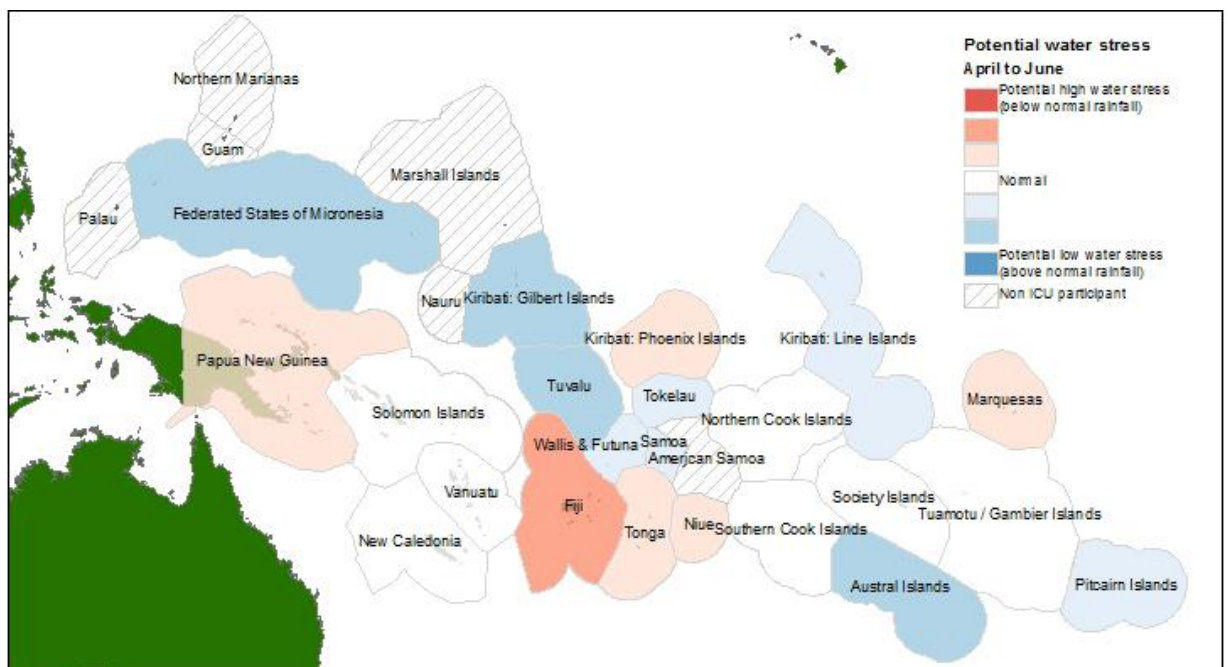 Potential water stress
April to June
Potential high water stress
(below normal rainfall)
Normal
Potential low water stress
(above normal rainfall)
Non ICU participant
Northern Marianas
Guam
Marshall Islands
Palau
Federated States of Micronesia
Nauru
Kiribati: Gilbert Islands
Kiribati: Phoenix Islands
Kiribati: Line Islands
Papua New Guinea
Tuvalu
Tokelau
Marquesas
Solomon Islands
Northern Cook Islands
Wallis & Futuna
Samoa
American Samoa
Vanuatu
Fiji
Society Islands
Tuamotu / Gambier Islands
New Caledonia
Tonga
Niue
Southern Cook Islands
Austral Islands
Pitcairn Islands